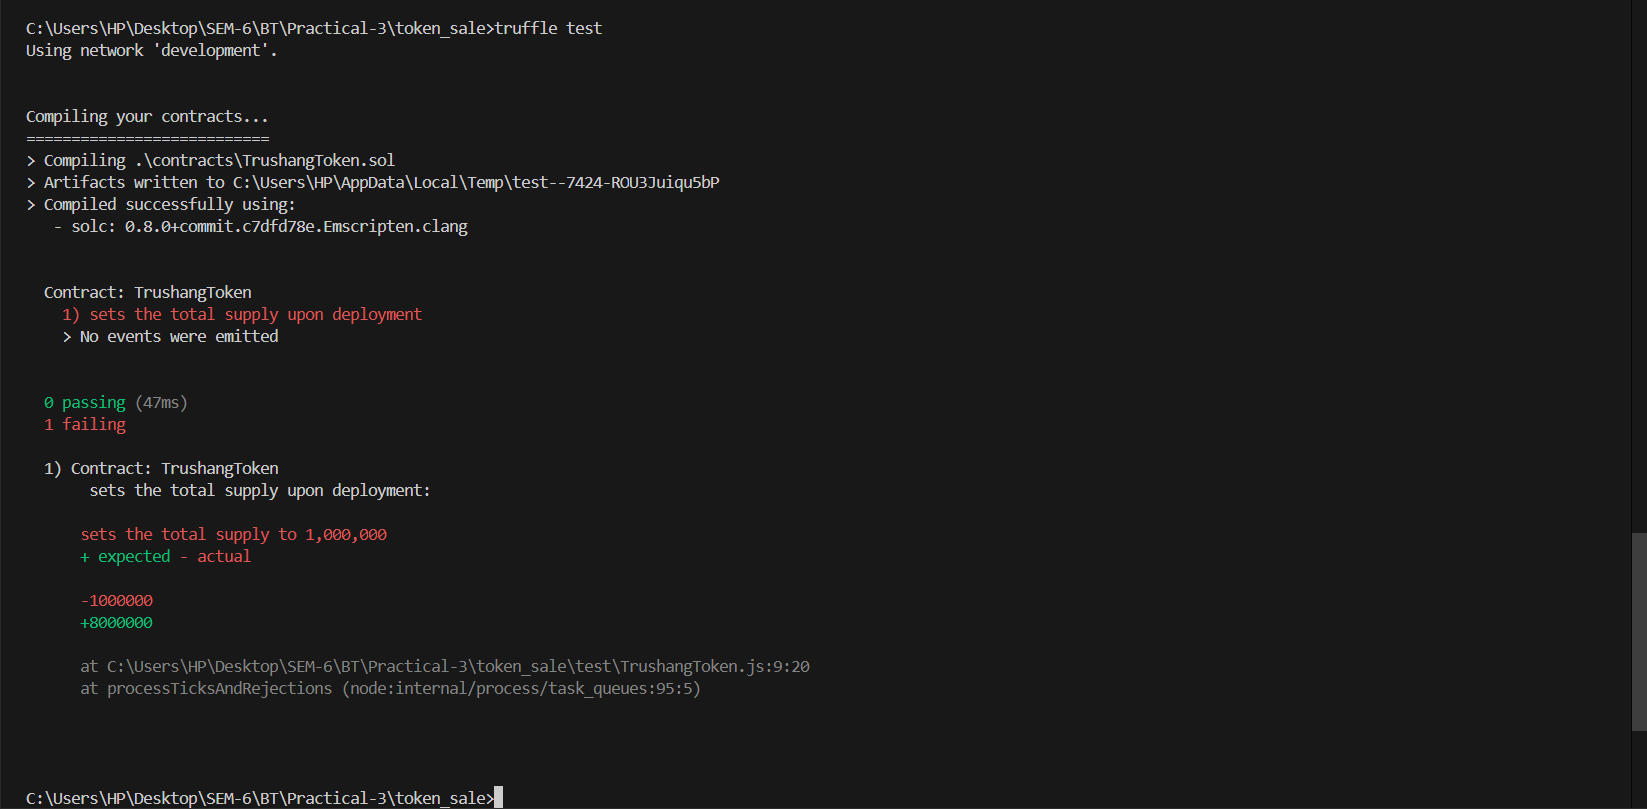 C:\Users\HP\Desktop\SEM-6\BT\Practical-3\token_sale>truffle test
Using network 'development'.
Compiling your contracts...
===========================
> Compiling .\contracts\TrushangToken.sol
> Artifacts written to C:\Users\HP\AppData\Local\Temp\test--7424-ROU3Juiqu5bP
> Compiled successfully using:
- solc: 0.8.0+commit.c7dfd78e.Emscripten.clang
Contract: TrushangToken
1) sets the total supply upon deployment
> No events were emitted
0 passing (47ms)
1 failing
1) Contract: TrushangToken
sets the total supply upon deployment:
sets the total supply to 1,000,000
+ expected - actual
-1000000
+8000000
at C:\Users\HP\Desktop\SEM-6\BT\Practical-3\token_sale\test\TrushangToken.js:9:20
at processTicksAndRejections (node:internal/process/task_queues:95:5)
C:\Users\HP\Desktop\SEM-6\BT\Practical-3\token_sale>